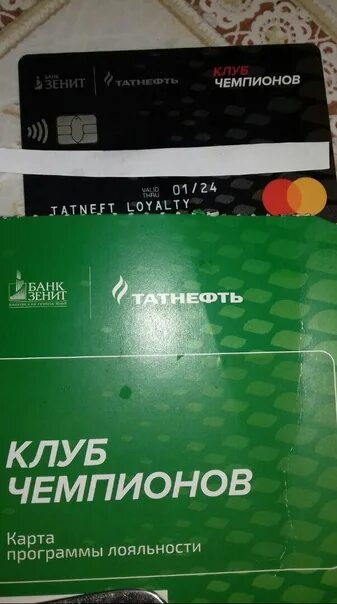 БАНК ЗЕНИТ ТАТНЕФТЬ КЛУБ ЧЕМПИОНОВ
VALID THRU 01/24
TATNEFT LOYALTY
БАНК ЗЕНИТ ТАТНЕФТЬ
КЛУБ
ЧЕМПИОНОВ
Карта
программы лояльности